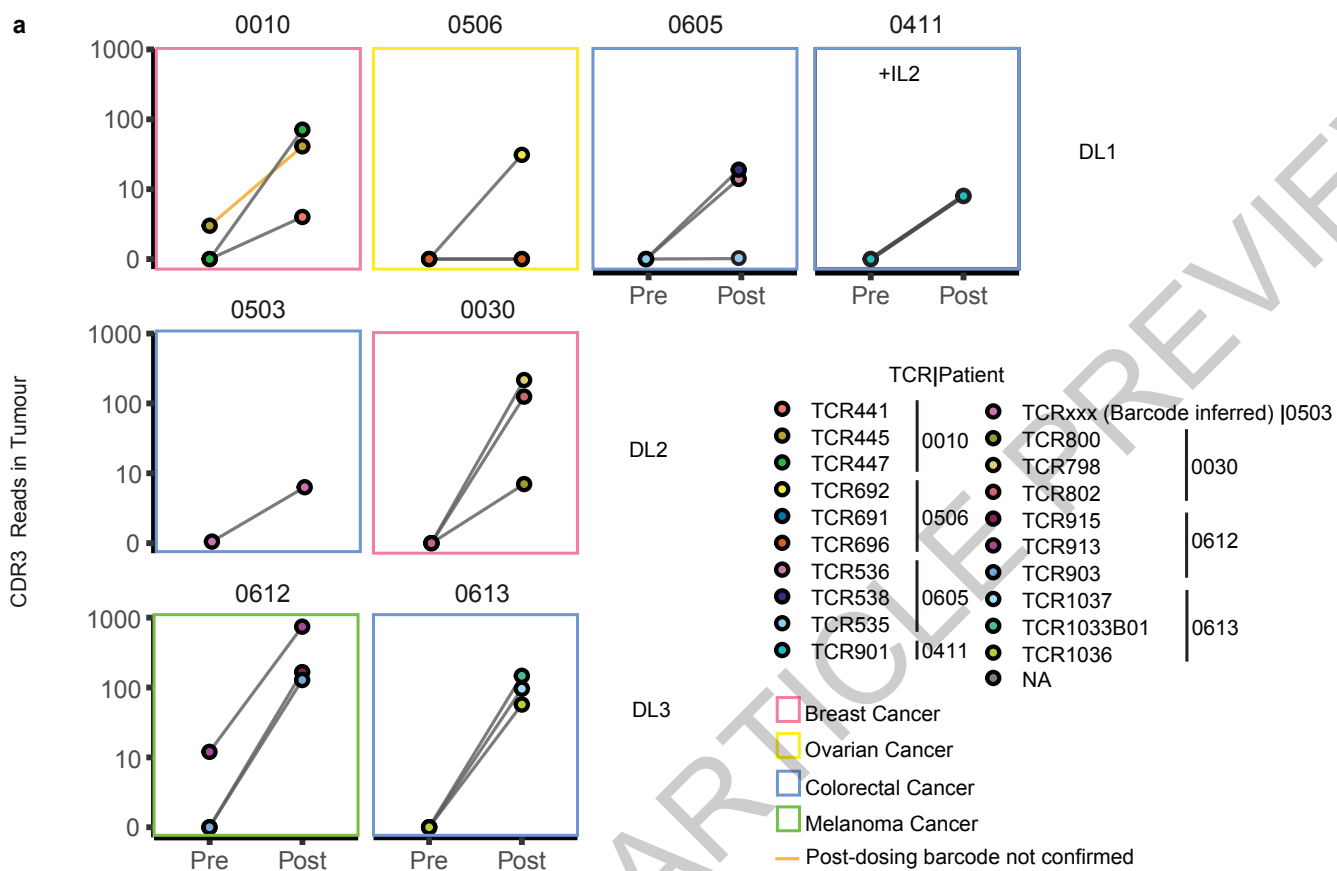 a
0010 0506 0605 0411
1000
100
10
0
+IL2
DL1
Pre Post Pre Post
0503 0030
1000
100
10
0
DL2
CDR3 Reads in Tumour
0612 0613
1000
100
10
0
DL3
Pre Post Pre Post
TCR|Patient
TCR441
TCR445
TCR447
0010
TCR692
TCR691
TCR696
0506
TCR536
TCR538
TCR535
0605
TCR901 |0411
TCRxxx (Barcode inferred) |0503
TCR800
TCR798
TCR802
0030
TCR915
TCR913
TCR903
0612
TCR1037
TCR1033B01
TCR1036
0613
NA
Breast Cancer
Ovarian Cancer
Colorectal Cancer
Melanoma Cancer
Post-dosing barcode not confirmed
ARTICLE PREVIE